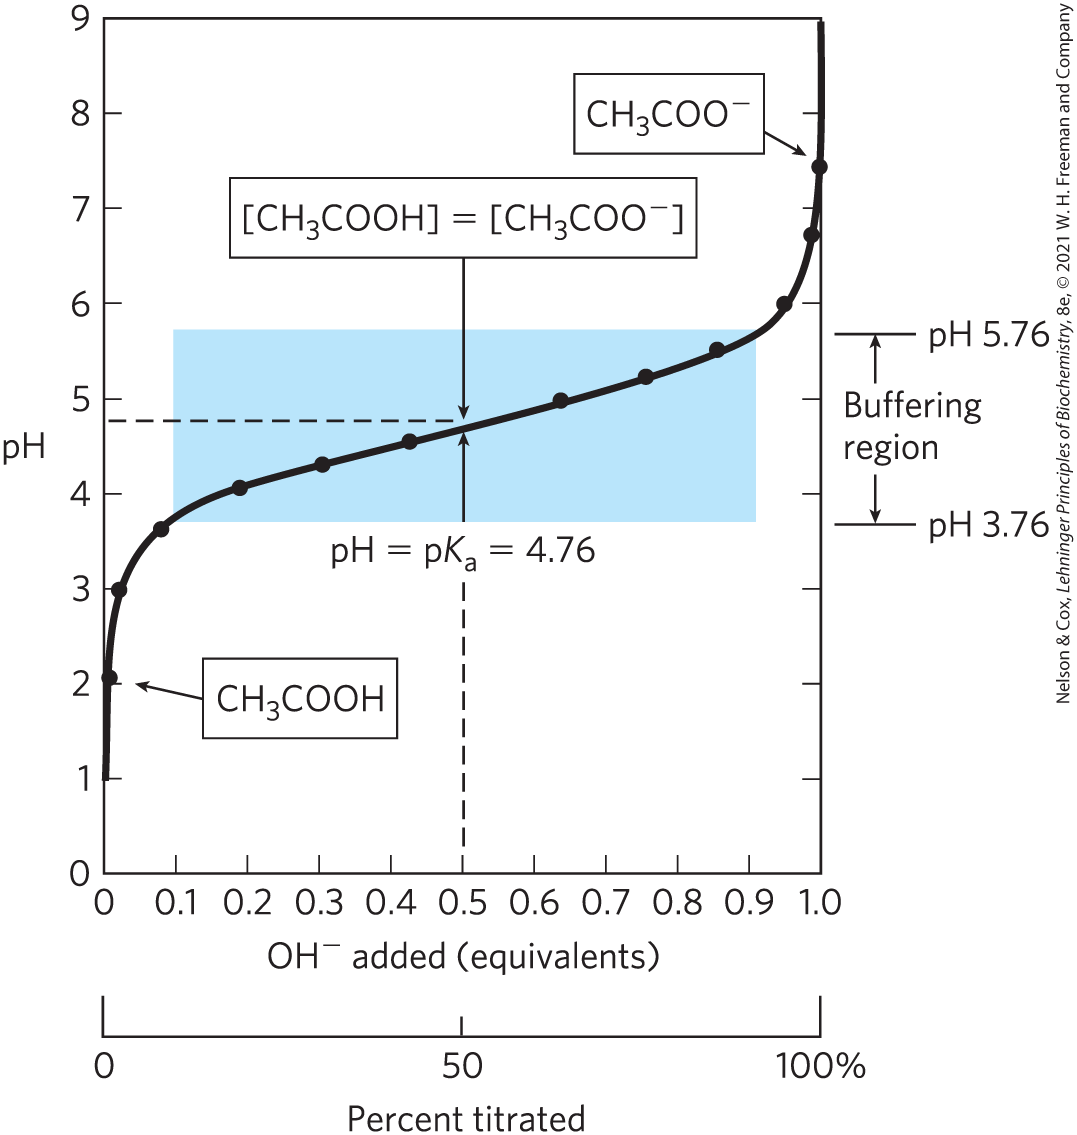 9
8
7
6
5
4
3
2
1
0
pH
CH₃COO⁻
[CH₃COOH] = [CH₃COO⁻]
pH 5.76
Buffering
region
pH 3.76
pH = pKₐ = 4.76
CH₃COOH
0 0.1 0.2 0.3 0.4 0.5 0.6 0.7 0.8 0.9 1.0
OH⁻ added (equivalents)
0 50 100%
Percent titrated
Nelson & Cox, Lehninger Principles of Biochemistry, 8e, © 2021 W. H. Freeman and Company